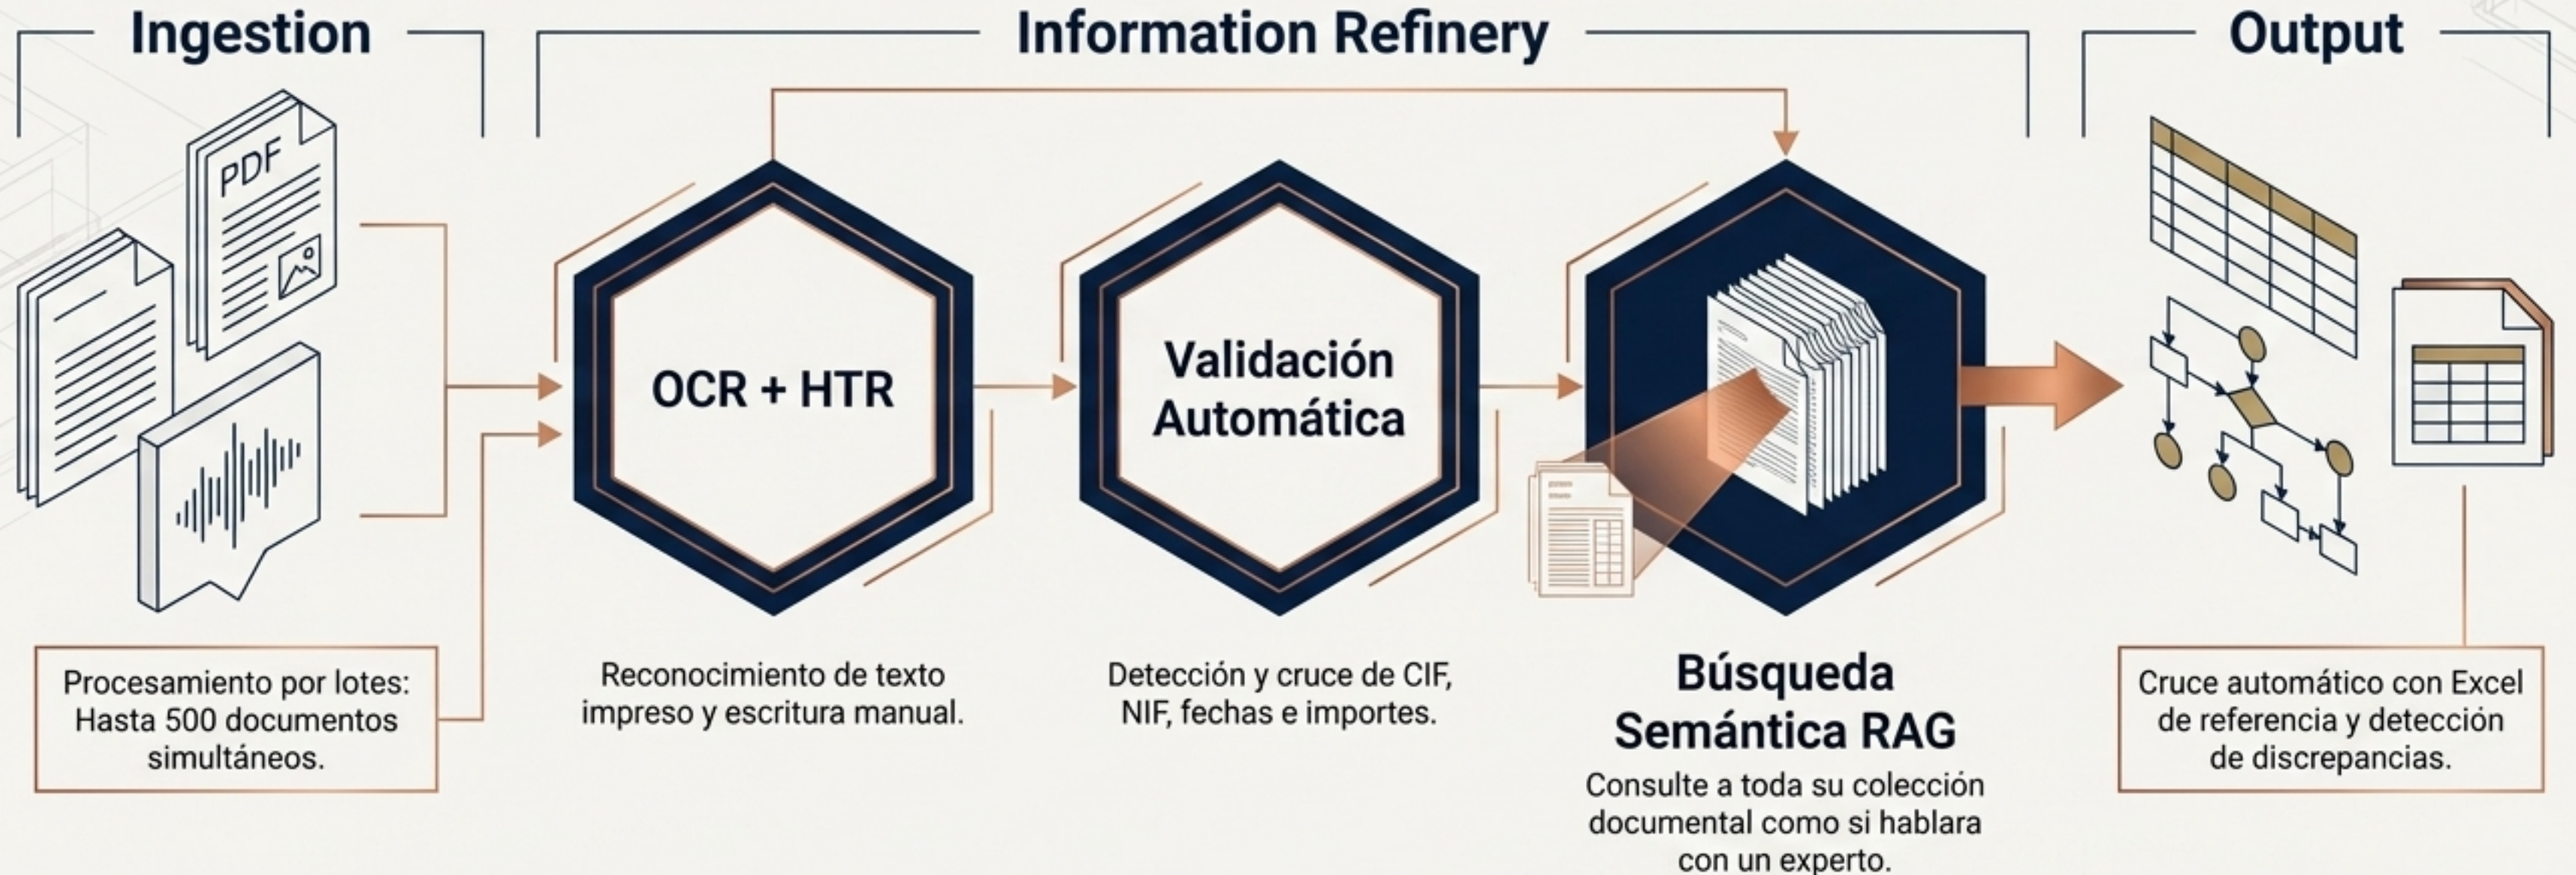 Ingestion
Information Refinery
Output
PDF
OCR + HTR
Validación
Automática
Procesamiento por lotes:
Hasta 500 documentos
simultáneos.
Reconocimiento de texto
impreso y escritura manual.
Detección y cruce de CIF,
NIF, fechas e importes.
Búsqueda
Semántica RAG
Consulte a toda su colección
documental como si hablara
con un experto.
Cruce automático con Excel
de referencia y detección
de discrepancias.